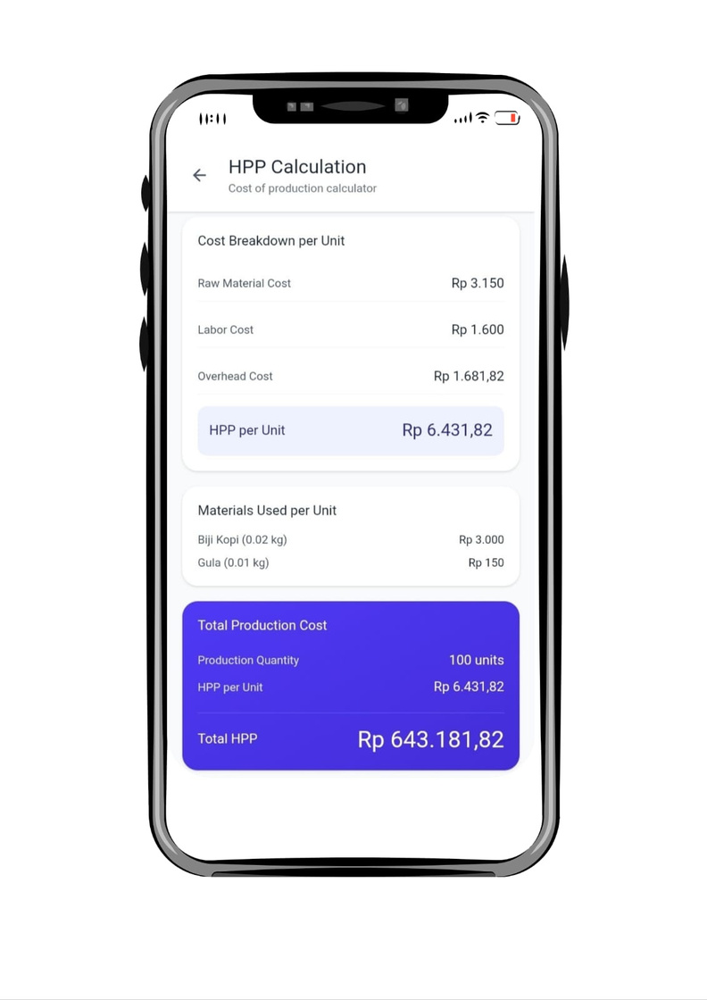 11:11
HPP Calculation
Cost of production calculator
Cost Breakdown per Unit
Raw Material Cost Rp 3.150
Labor Cost Rp 1.600
Overhead Cost Rp 1.681,82
HPP per Unit Rp 6.431,82
Materials Used per Unit
Biji Kopi (0.02 kg) Rp 3.000
Gula (0.01 kg) Rp 150
Total Production Cost
Production Quantity 100 units
HPP per Unit Rp 6.431,82
Total HPP Rp 643.181,82